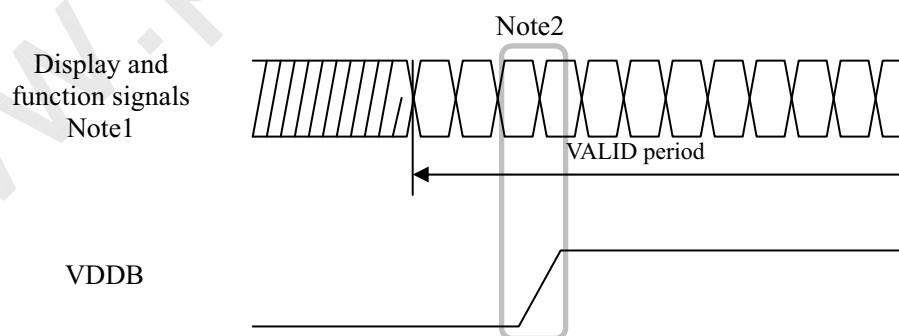 Note2
Display and
function signals
Note1
VALID period
VDDB